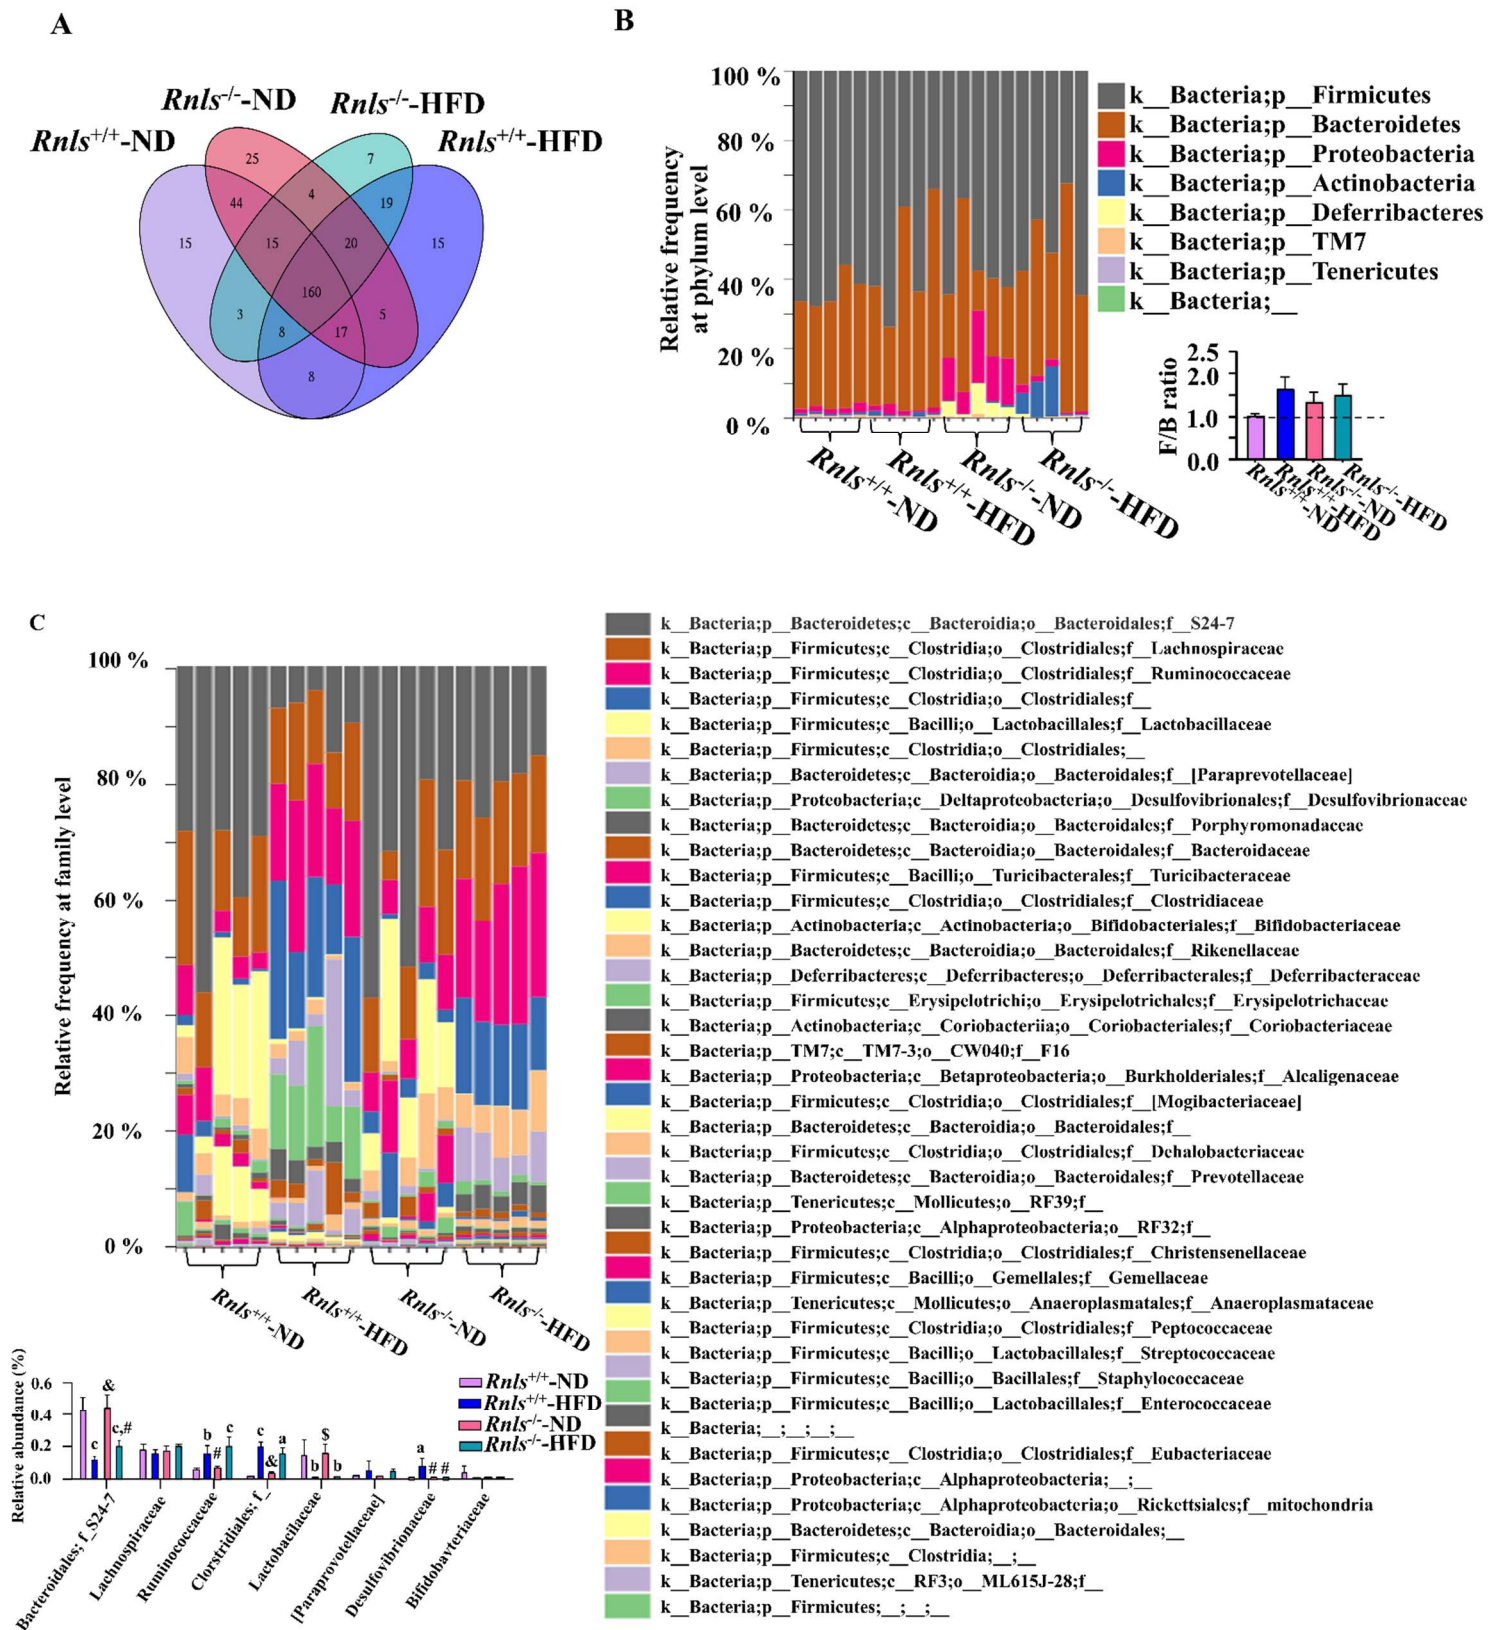 A
Rnls-/--ND
Rnls-/--HFD
Rnls+/+-ND
Rnls+/+-HFD
25
7
4
44
19
15
15
20
15
160
3
8
17
5
8
B
Relative frequency
at phylum level
100 %
80 %
60 %
40 %
20 %
0 %
Rnls+/+-ND
Rnls+/+-HFD
Rnls-/--ND
Rnls-/--HFD
k__Bacteria;p__Firmicutes
k__Bacteria;p__Bacteroidetes
k__Bacteria;p__Proteobacteria
k__Bacteria;p__Actinobacteria
k__Bacteria;p__Deferribacteres
k__Bacteria;p__TM7
k__Bacteria;p__Tenericutes
k__Bacteria;__
F/B ratio
2.5
2.0
1.0
0.0
Rnls+/+-ND
Rnls+/+-HFD
Rnls-/--ND
Rnls-/--HFD
C
Relative frequency at family level
100 %
80 %
60 %
40 %
20 %
0 %
Rnls+/+-ND
Rnls+/+-HFD
Rnls-/--ND
Rnls-/--HFD
k__Bacteria;p__Bacteroidetes;c__Bacteroidia;o__Bacteroidales;f__S24-7
k__Bacteria;p__Firmicutes;c__Clostridia;o__Clostridiales;f__Lachnospiraceae
k__Bacteria;p__Firmicutes;c__Clostridia;o__Clostridiales;f__Ruminococcaceae
k__Bacteria;p__Firmicutes;c__Clostridia;o__Clostridiales;f__
k__Bacteria;p__Firmicutes;c__Bacilli;o__Lactobacillales;f__Lactobacillaceae
k__Bacteria;p__Firmicutes;c__Clostridia;o__Clostridiales;__
k__Bacteria;p__Bacteroidetes;c__Bacteroidia;o__Bacteroidales;f__[Paraprevotellaceae]
k__Bacteria;p__Proteobacteria;c__Deltaproteobacteria;o__Desulfovibrionales;f__Desulfovibrionaceae
k__Bacteria;p__Bacteroidetes;c__Bacteroidia;o__Bacteroidales;f__Porphyromonadaceae
k__Bacteria;p__Bacteroidetes;c__Bacteroidia;o__Bacteroidales;f__Bacteroidaceae
k__Bacteria;p__Firmicutes;c__Bacilli;o__Turicibacterales;f__Turicibacteraceae
k__Bacteria;p__Firmicutes;c__Clostridia;o__Clostridiales;f__Clostridiaceae
k__Bacteria;p__Actinobacteria;c__Actinobacteria;o__Bifidobacteriales;f__Bifidobacteriaceae
k__Bacteria;p__Bacteroidetes;c__Bacteroidia;o__Bacteroidales;f__Rikenellaceae
k__Bacteria;p__Deferribacteres;c__Deferribacteres;o__Deferribacterales;f__Deferribacteraceae
k__Bacteria;p__Firmicutes;c__Erysipelotrichi;o__Erysipelotrichales;f__Erysipelotrichaceae
k__Bacteria;p__Actinobacteria;c__Coriobacteriia;o__Coriobacteriales;f__Coriobacteriaceae
k__Bacteria;p__TM7;c__TM7-3;o__CW040;f__F16
k__Bacteria;p__Proteobacteria;c__Betaproteobacteria;o__Burkholderiales;f__Alcaligenaceae
k__Bacteria;p__Firmicutes;c__Clostridia;o__Clostridiales;f__[Mogibacteriaceae]
k__Bacteria;p__Bacteroidetes;c__Bacteroidia;o__Bacteroidales;f__
k__Bacteria;p__Firmicutes;c__Clostridia;o__Clostridiales;f__Dehalobacteriaceae
k__Bacteria;p__Bacteroidetes;c__Bacteroidia;o__Bacteroidales;f__Prevotellaceae
k__Bacteria;p__Tenericutes;c__Mollicutes;o__RF39;f__
k__Bacteria;p__Proteobacteria;c__Alphaproteobacteria;o__RF32;f__
k__Bacteria;p__Firmicutes;c__Clostridia;o__Clostridiales;f__Christensenellaceae
k__Bacteria;p__Firmicutes;c__Bacilli;o__Gemellales;f__Gemellaceae
k__Bacteria;p__Tenericutes;c__Mollicutes;o__Anaeroplasmatales;f__Anaeroplasmataceae
k__Bacteria;p__Firmicutes;c__Clostridia;o__Clostridiales;f__Peptococcaceae
k__Bacteria;p__Firmicutes;c__Bacilli;o__Lactobacillales;f__Streptococcaceae
k__Bacteria;p__Firmicutes;c__Bacilli;o__Bacillales;f__Staphylococcaceae
k__Bacteria;p__Firmicutes;c__Bacilli;o__Lactobacillales;f__Enterococcaceae
k__Bacteria;__;__;__;__
k__Bacteria;p__Firmicutes;c__Clostridia;o__Clostridiales;f__Eubacteriaceae
k__Bacteria;p__Proteobacteria;c__Alphaproteobacteria;__;__
k__Bacteria;p__Proteobacteria;c__Alphaproteobacteria;o__Rickettsiales;f__mitochondria
k__Bacteria;p__Bacteroidetes;c__Bacteroidia;o__Bacteroidales;__
k__Bacteria;p__Firmicutes;c__Clostridia;__;__
k__Bacteria;p__Tenericutes;c__RF3;o__ML615J-28;f__
k__Bacteria;p__Firmicutes;__;__;__
Relative abundance (%)
0.6
0.4
0.2
0.0
c
&
c,#
b
#
c
c
&
a
b
$
b
a
#
#
Rnls+/+-ND
Rnls+/+-HFD
Rnls-/--ND
Rnls-/--HFD
Bacteroidales; f_S24-7
Lachnospiraceae
Ruminoccaceae
Clorstridiales; f_
Lactobacilaceae
[Paraprovotellaceae]
Desulfovibrionaceae
Bifidobayteriaceae